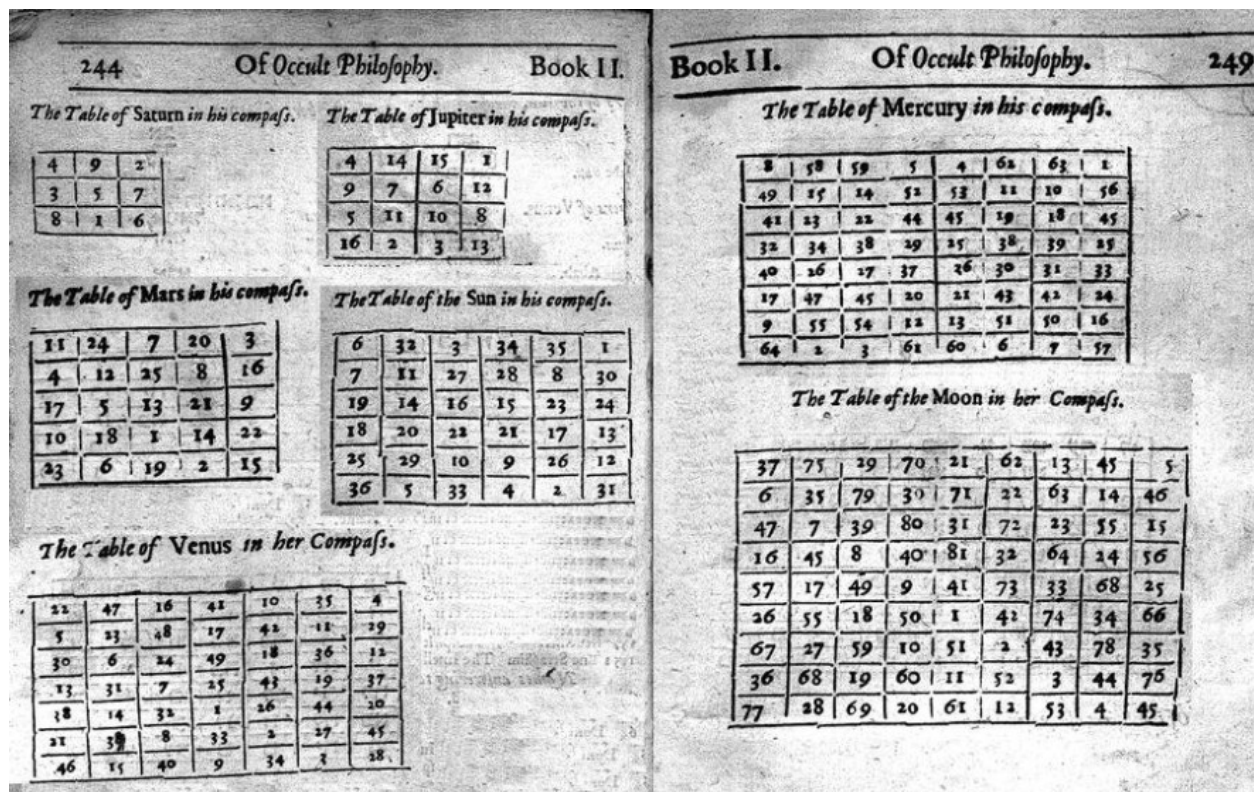 244 Of Occult Philoſophy. Book II.
The Table of Saturn in his compaſs.
4 9 2
3 5 7
8 1 6
The Table of Jupiter in his compaſs.
4 14 15 1
9 7 6 12
5 11 10 8
16 2 3 13
The Table of Mars in his compaſs.
11 24 7 20 3
4 12 25 8 16
17 5 13 21 9
10 18 1 14 22
23 6 19 2 15
The Table of the Sun in his compaſs.
6 32 3 34 35 1
7 11 27 28 8 30
19 14 16 15 23 24
18 20 22 21 17 13
25 29 10 9 26 12
36 5 33 4 2 31
The Table of Venus in her Compaſs.
22 47 16 41 10 35 4
5 23 48 17 42 11 29
30 6 24 49 18 36 12
13 31 7 25 43 19 37
38 14 32 1 26 44 20
21 8 33 2 27 45
46 15 40 9 34 3 28
Book II. Of Occult Philoſophy. 249
The Table of Mercury in his compaſs.
8 58 59 5 4 62 63 1
49 15 14 52 53 11 10 56
41 23 22 44 45 19 18 45
32 34 38 29 25 38 39 25
40 26 27 37 36 30 31 33
17 47 45 20 21 43 42 24
9 55 54 12 13 51 50 16
64 2 3 61 60 6 7 57
The Table of the Moon in her Compaſs.
37 75 29 70 21 62 13 45 5
6 35 79 30 71 22 63 14 46
47 7 39 80 31 72 23 55 15
16 45 8 40 81 32 64 24 56
57 17 49 9 41 73 33 68 25
26 55 18 50 1 42 74 34 66
67 27 59 10 51 2 43 78 35
36 68 19 60 11 52 3 44 76
77 28 69 20 61 12 53 4 45